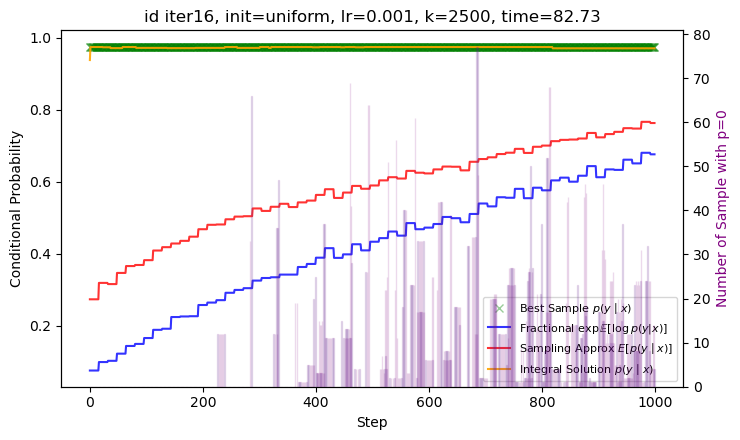 id iter16, init=uniform, lr=0.001, k=2500, time=82.73
Conditional Probability
1.0
0.8
0.6
0.4
0.2
0
200
400
600
800
1000
Step
80
70
60
50
40
30
20
10
0
Number of Sample with p=0
Best Sample p(y | x)
Fractional exp E[log p(y|x)]
Sampling Approx E[p(y | x)]
Integral Solution p(y | x)